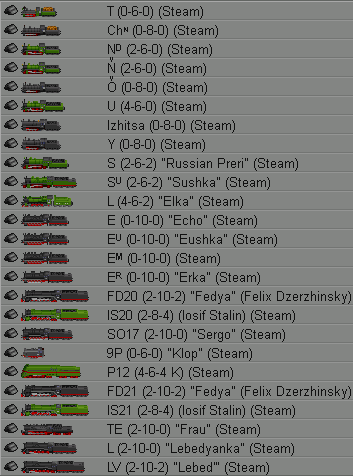 T (0-6-0) (Steam)
Chᴺ (0-8-0) (Steam)
Nᴰ (2-6-0) (Steam)
N̆ (2-6-0) (Steam)
Ŏ (0-8-0) (Steam)
U (4-6-0) (Steam)
Izhitsa (0-8-0) (Steam)
Y (0-8-0) (Steam)
S (2-6-2) "Russian Preri" (Steam)
Sᵁ (2-6-2) "Sushka" (Steam)
L (4-6-2) "Elka" (Steam)
E (0-10-0) "Echo" (Steam)
Eᵁ (0-10-0) "Eushka" (Steam)
Eᴹ (0-10-0) (Steam)
Eᴿ (0-10-0) "Erka" (Steam)
FD20 (2-10-2) "Fedya" (Felix Dzerzhinsky)
IS20 (2-8-4) (Iosif Stalin) (Steam)
SO17 (2-10-0) "Sergo" (Steam)
9P (0-6-0) "Klop" (Steam)
P12 (4-6-4 K) (Steam)
FD21 (2-10-2) "Fedya" (Felix Dzerzhinsky)
IS21 (2-8-4) (Iosif Stalin) (Steam)
TE (2-10-0) "Frau" (Steam)
L (2-10-0) "Lebedyanka" (Steam)
LV (2-10-2) "Lebed'" (Steam)